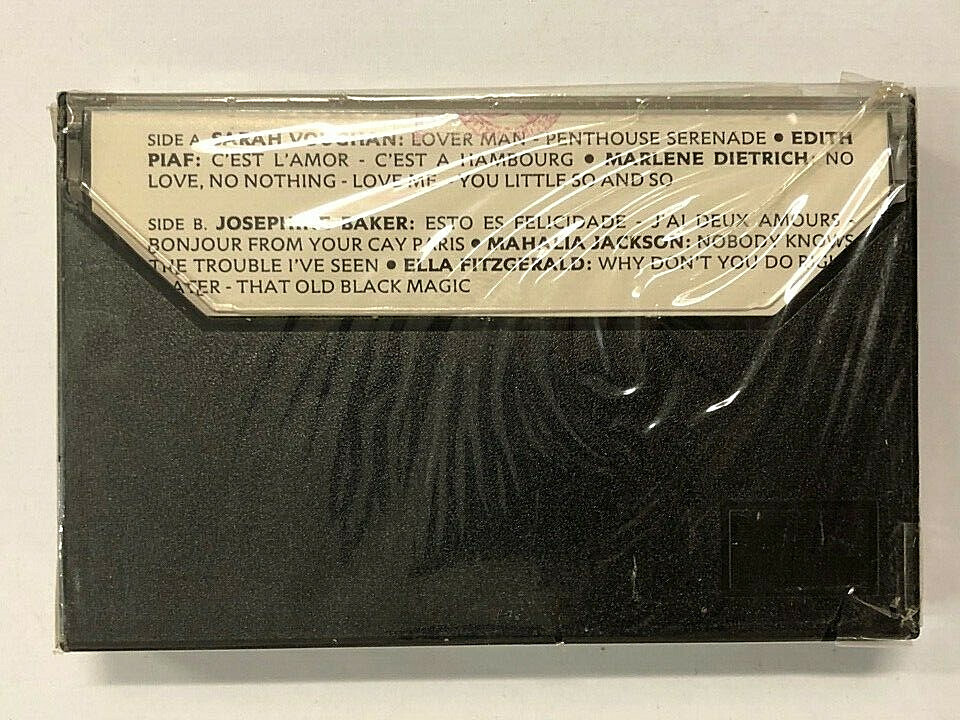 SIDE A. SARAH VOUGHAN: LOVER MAN - PENTHOUSE SERENADE ● EDITH
PIAF: C'EST L'AMOR - C'EST A HAMBOURG ● MARLENE DIETRICH: NO
LOVE, NO NOTHING - LOVE ME - YOU LITTLE SO AND SO
SIDE B. JOSEPHINE BAKER: ESTO ES FELICIDADE - J'AI DEUX AMOURS -
BONJOUR FROM YOUR CAY PARIS ● MAHALIA JACKSON: NOBODY KNOWS
THE TROUBLE I'VE SEEN ● ELLA FITZGERALD: WHY DON'T YOU DO
- THAT OLD BLACK MAGIC